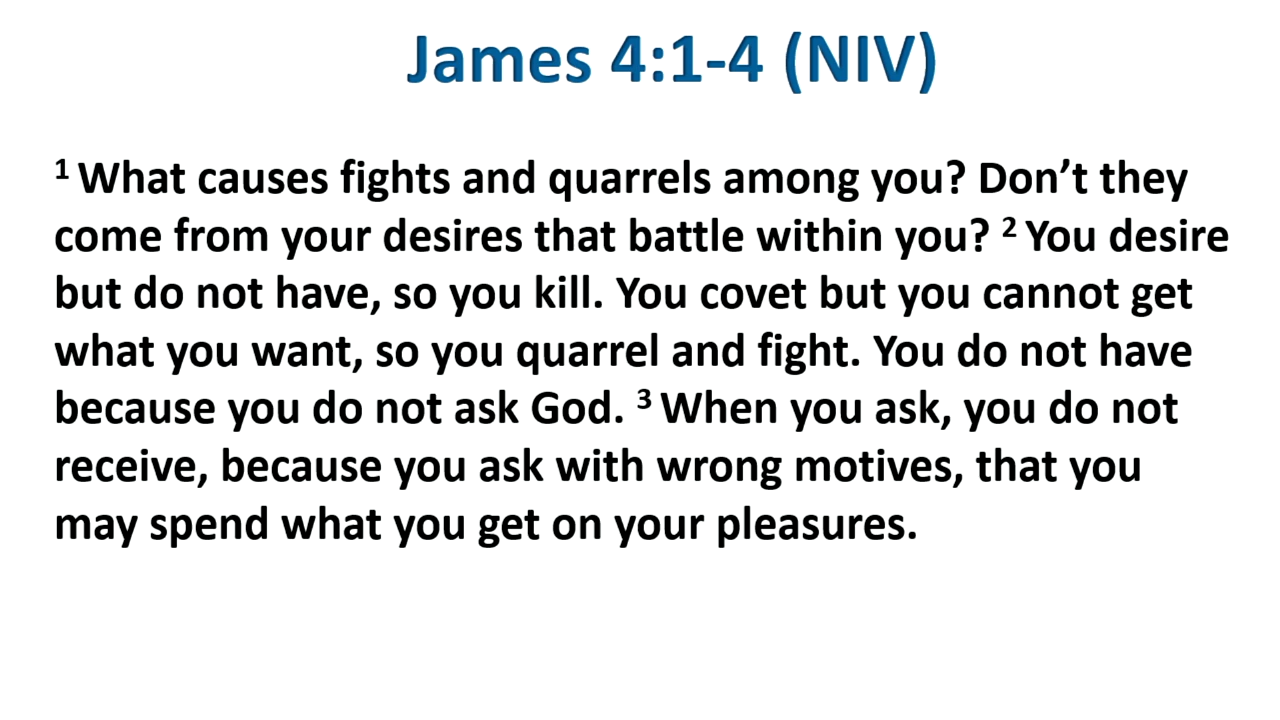 James 4:1-4 (NIV)
1 What causes fights and quarrels among you? Don’t they
come from your desires that battle within you? 2 You desire
but do not have, so you kill. You covet but you cannot get
what you want, so you quarrel and fight. You do not have
because you do not ask God. 3 When you ask, you do not
receive, because you ask with wrong motives, that you
may spend what you get on your pleasures.